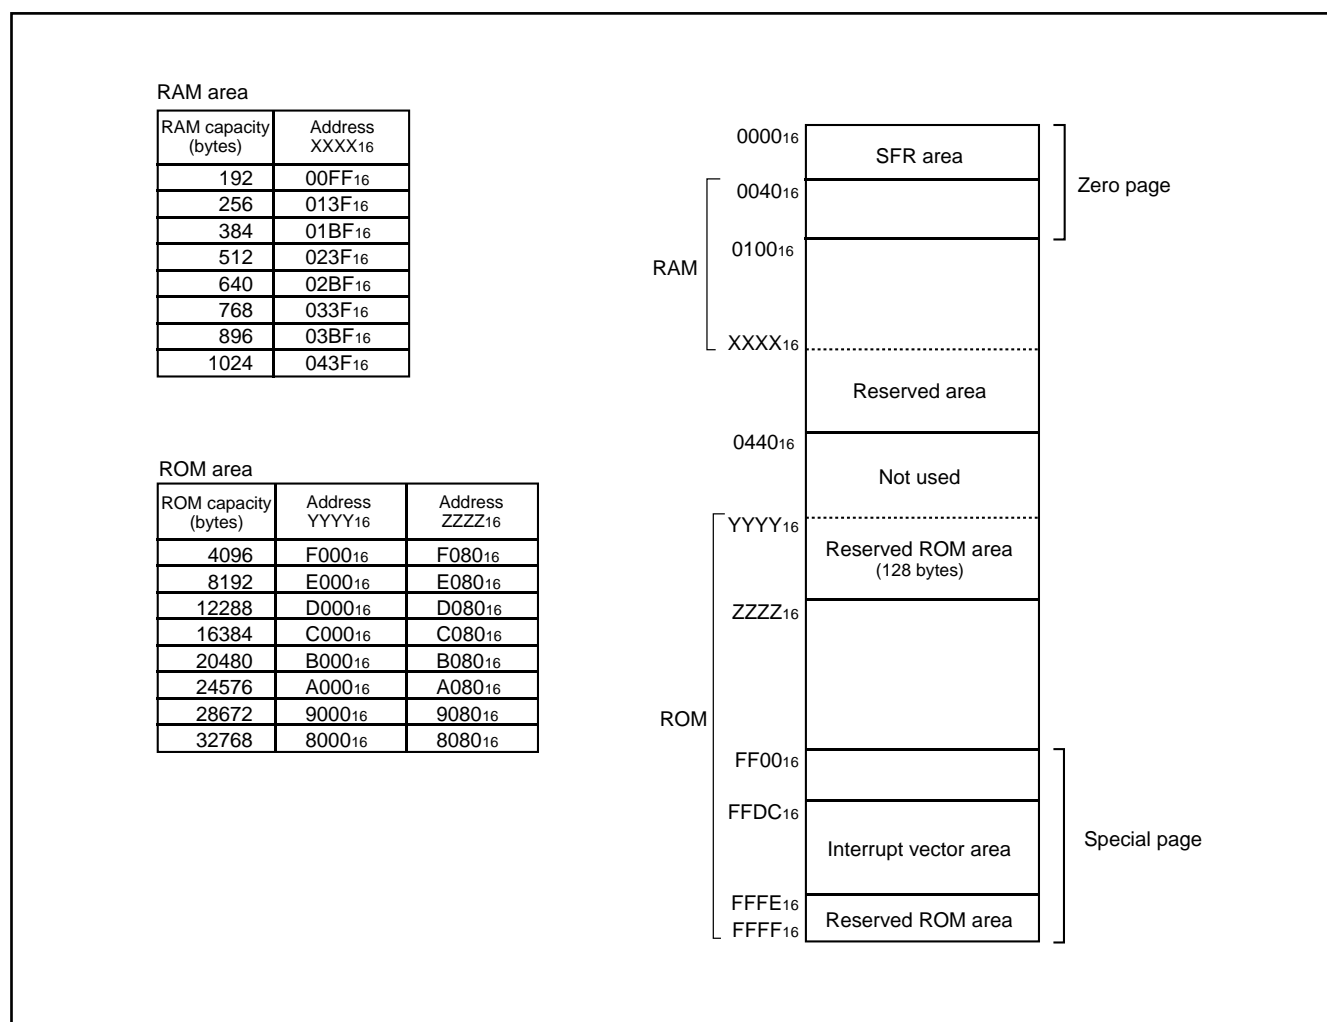 RAM area
RAM capacity (bytes) Address XXXX16
192 00FF16
256 013F16
384 01BF16
512 023F16
640 02BF16
768 033F16
896 03BF16
1024 043F16
ROM area
ROM capacity (bytes) Address YYYY16 Address ZZZZ16
4096 F00016 F08016
8192 E00016 E08016
12288 D00016 D08016
16384 C00016 C08016
20480 B00016 B08016
24576 A00016 A08016
28672 900016 908016
32768 800016 808016
000016
SFR area
Zero page
004016
RAM
010016
XXXX16
Reserved area
044016
Not used
YYYY16
Reserved ROM area
(128 bytes)
ZZZZ16
ROM
FF0016
FFDC16
Interrupt vector area
Special page
FFFE16
Reserved ROM area
FFFF16